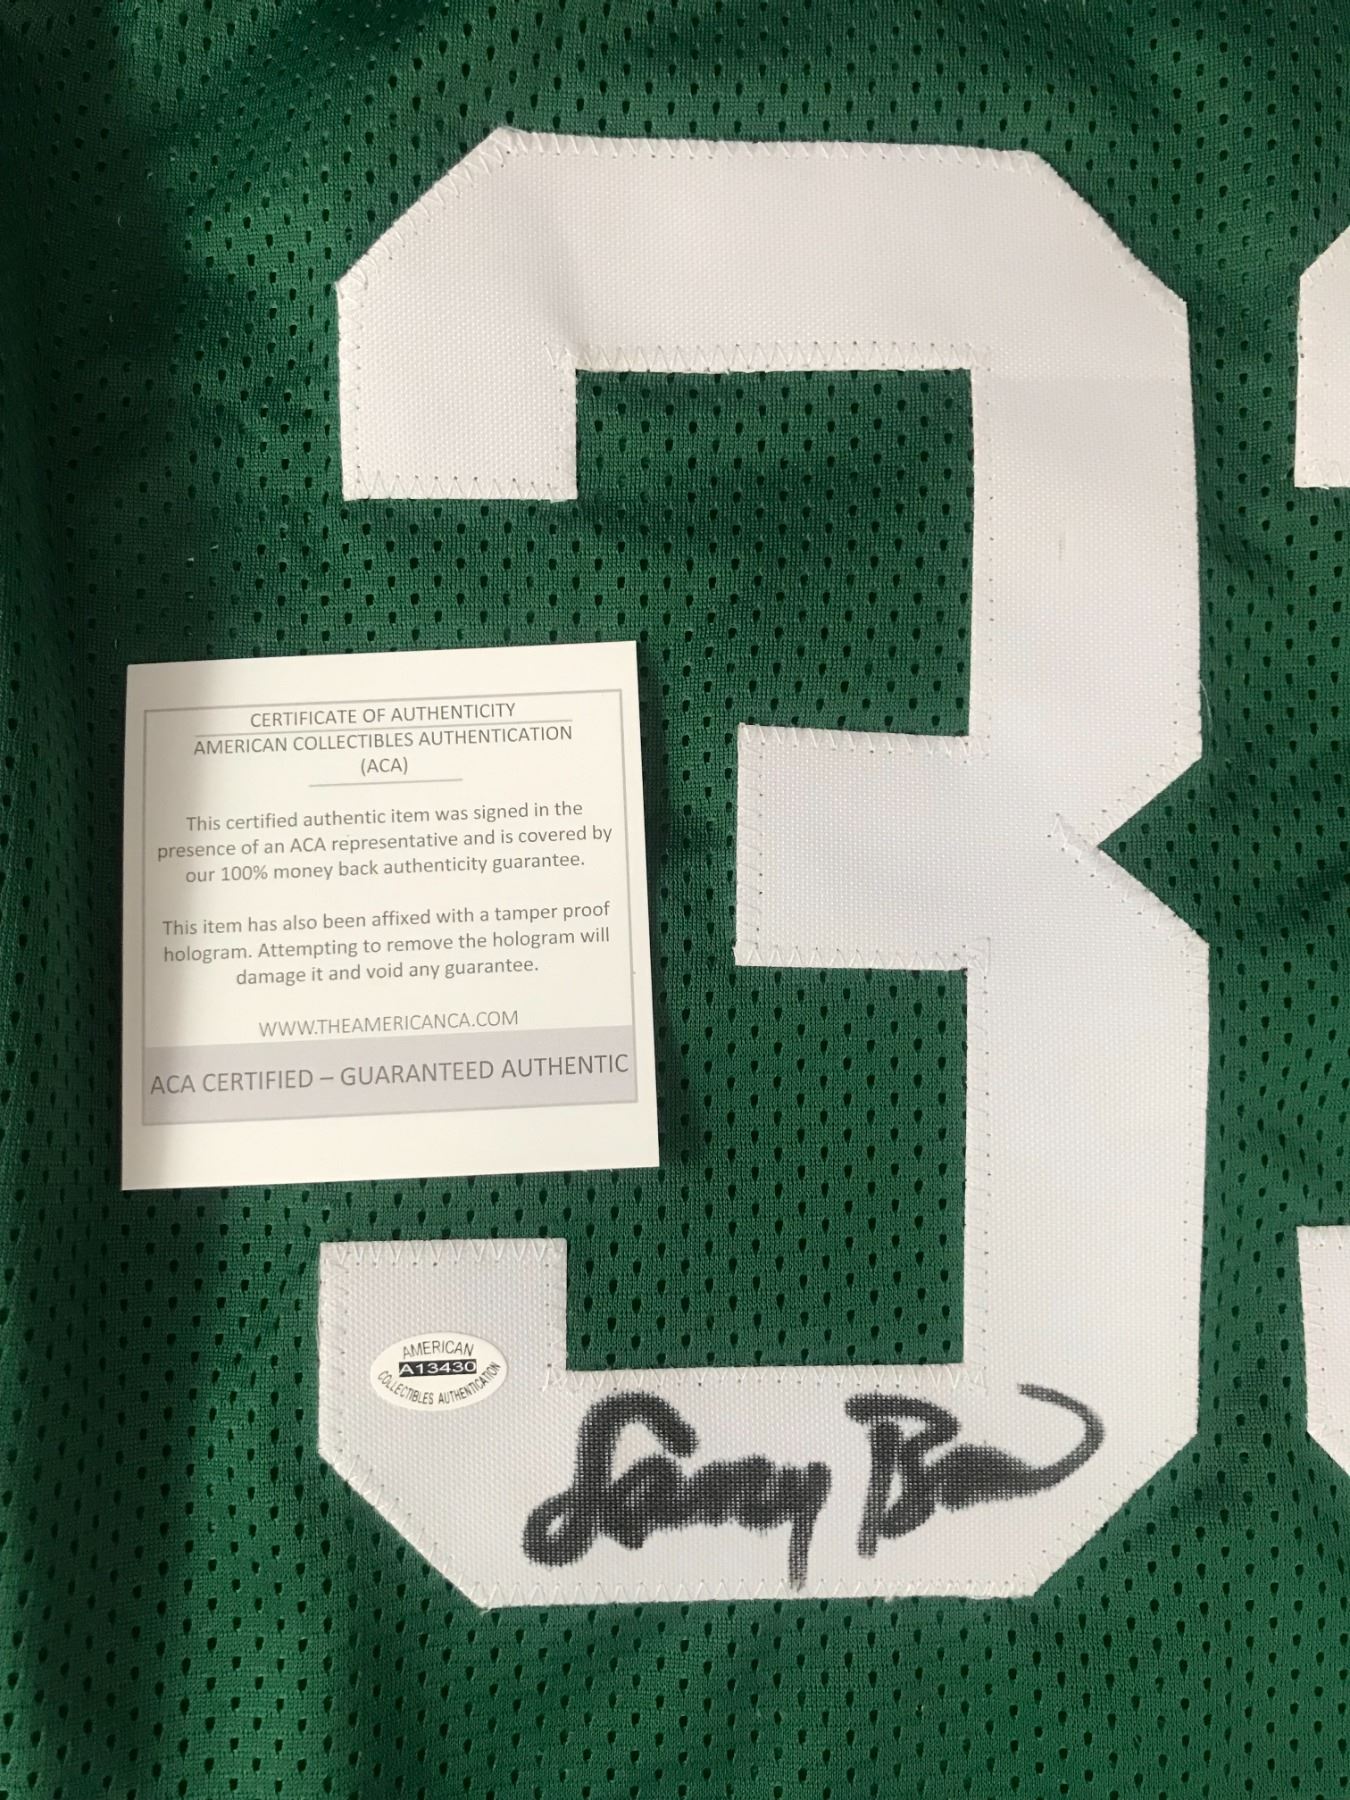 3
CERTIFICATE OF AUTHENTICITY
AMERICAN COLLECTIBLES AUTHENTICATION
(ACA)
This certified authentic item was signed in the
presence of an ACA representative and is covered by
our 100% money back authenticity guarantee.
This item has also been affixed with a tamper proof
hologram. Attempting to remove the hologram will
damage it and void any guarantee.
WWW.THEAMERICANCA.COM
ACA CERTIFIED – GUARANTEED AUTHENTIC
AMERICAN
A13430
COLLECTIBLES AUTHENTICATION